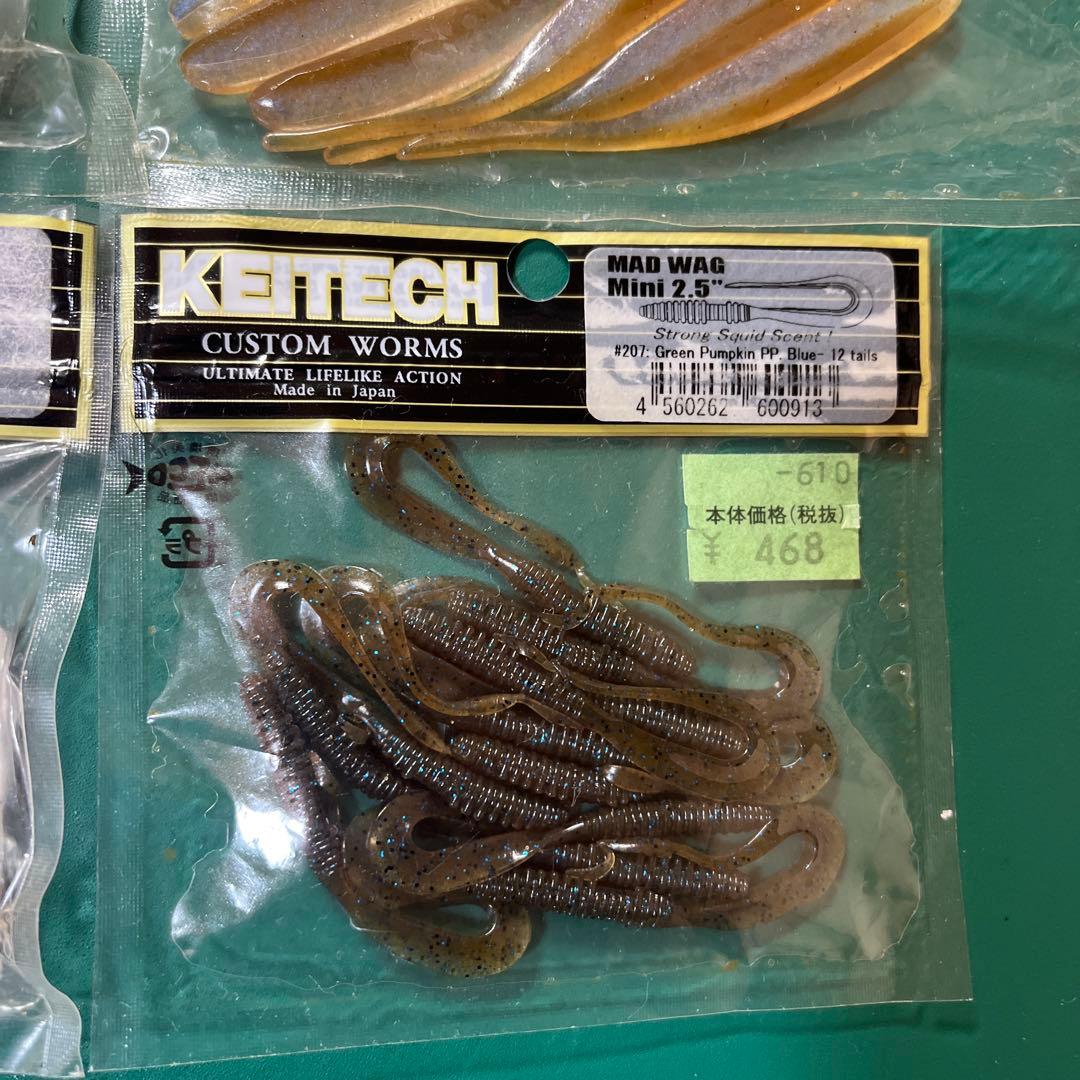 KEITECH
CUSTOM WORMS
ULTIMATE LIFELIKE ACTION
Made in Japan
MAD WAG
Mini 2.5"
Strong Squid Scent !
#207: Green Pumpkin PP. Blue- 12 tails
4 560262 600913
-610
本体価格(税抜)
¥ 468